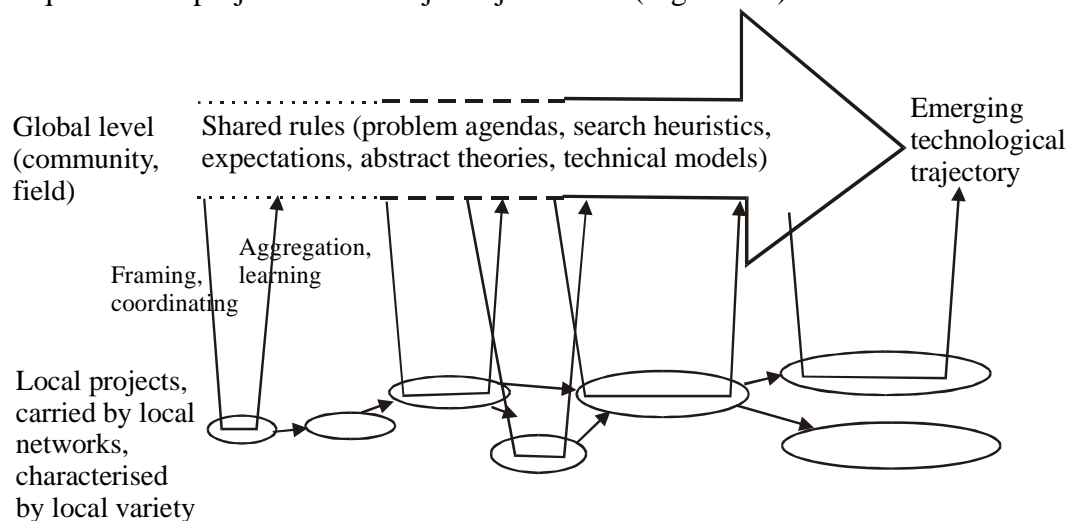 Global level
(community,
field)
Shared rules (problem agendas, search heuristics,
expectations, abstract theories, technical models)
Emerging
technological
trajectory
Aggregation,
learning
Framing,
coordinating
Local projects,
carried by local
networks,
characterised
by local variety